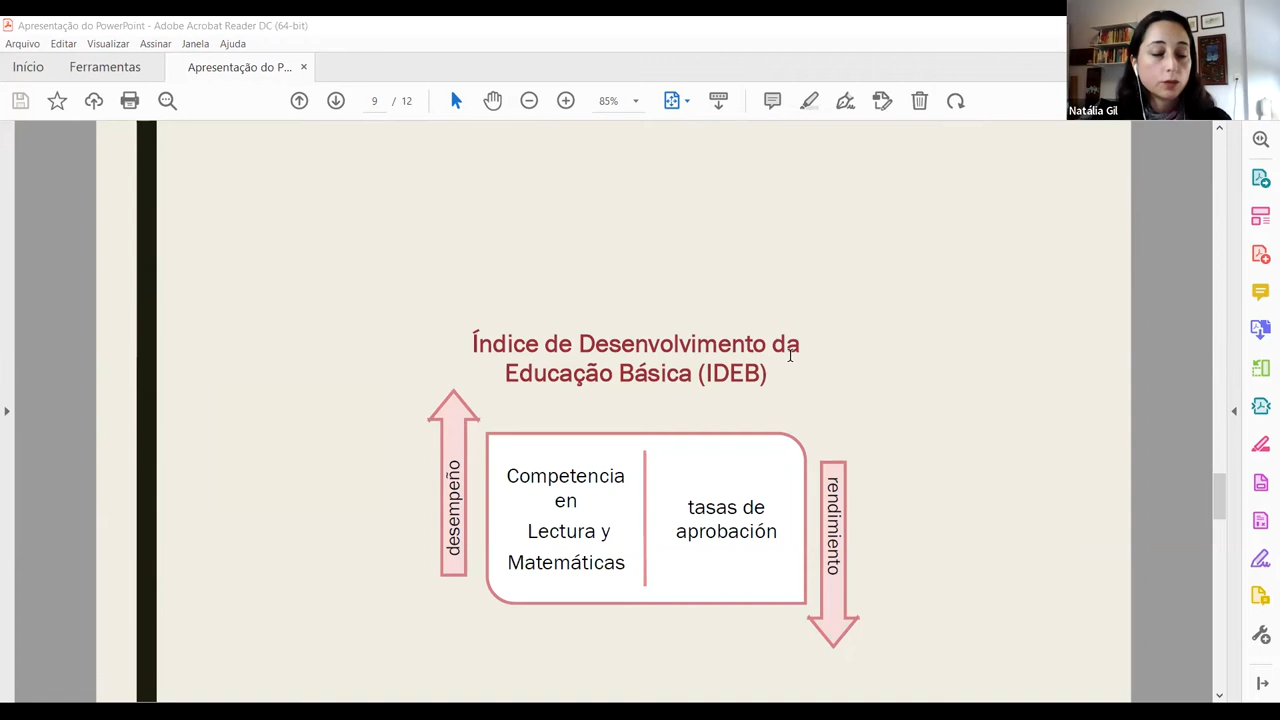 Apresentação do PowerPoint - Adobe Acrobat Reader DC (64-bit)
Arquivo Editar Visualizar Assinar Janela Ajuda
Início Ferramentas Apresentação do P... ×
9 / 12 85%
Natália Gil
Índice de Desenvolvimento da
Educação Básica (IDEB)
desempeño
Competencia
en
Lectura y
Matemáticas
tasas de
aprobación
rendimiento